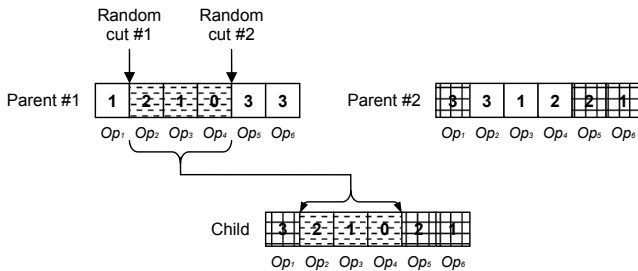 Random cut #1
Random cut #2
Parent #1
1 2 1 0 3 3
Op₁ Op₂ Op₃ Op₄ Op₅ Op₆
Parent #2
3 3 1 2 2 1
Op₁ Op₂ Op₃ Op₄ Op₅ Op₆
Child
3 2 1 0 2 1
Op₁ Op₂ Op₃ Op₄ Op₅ Op₆